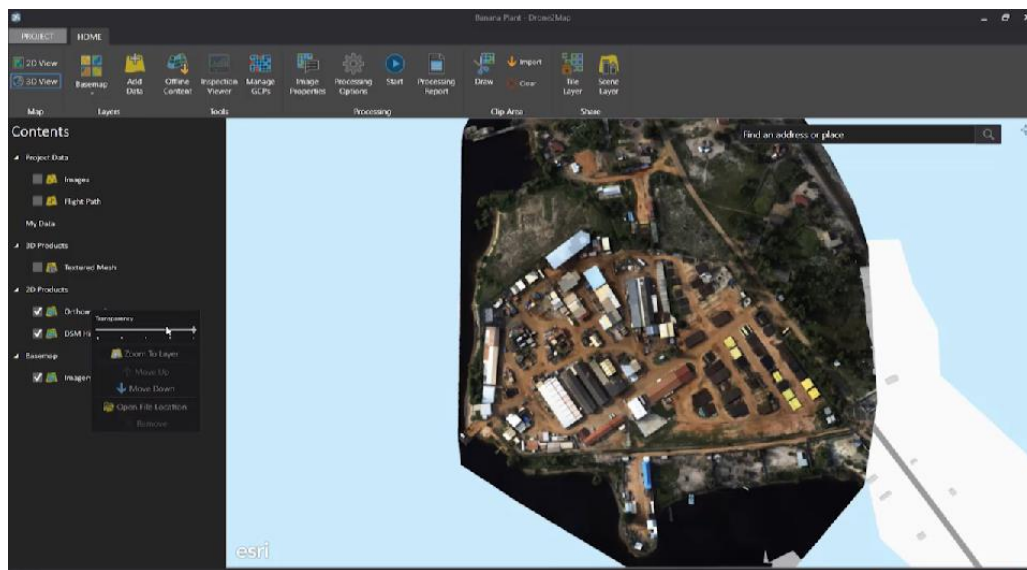 Banana Plant - Drone2Map
PROJECT HOME
2D View
3D View
Map
Basemap
Add Data
Offline Content
Layers
Inspection Viewer
Manage GCPs
Tools
Image Properties
Processing Options
Start
Processing Report
Processing
Draw
Import
Clear
Clip Area
Tile Layer
Scene Layer
Share
Contents
Find an address or place
Project Data
Images
Flight Path
My Data
3D Products
Textured Mesh
2D Products
Transparency
DSM
Zoom To Layer
Basemap
Move Up
Move Down
Open File Location
Remove
esri